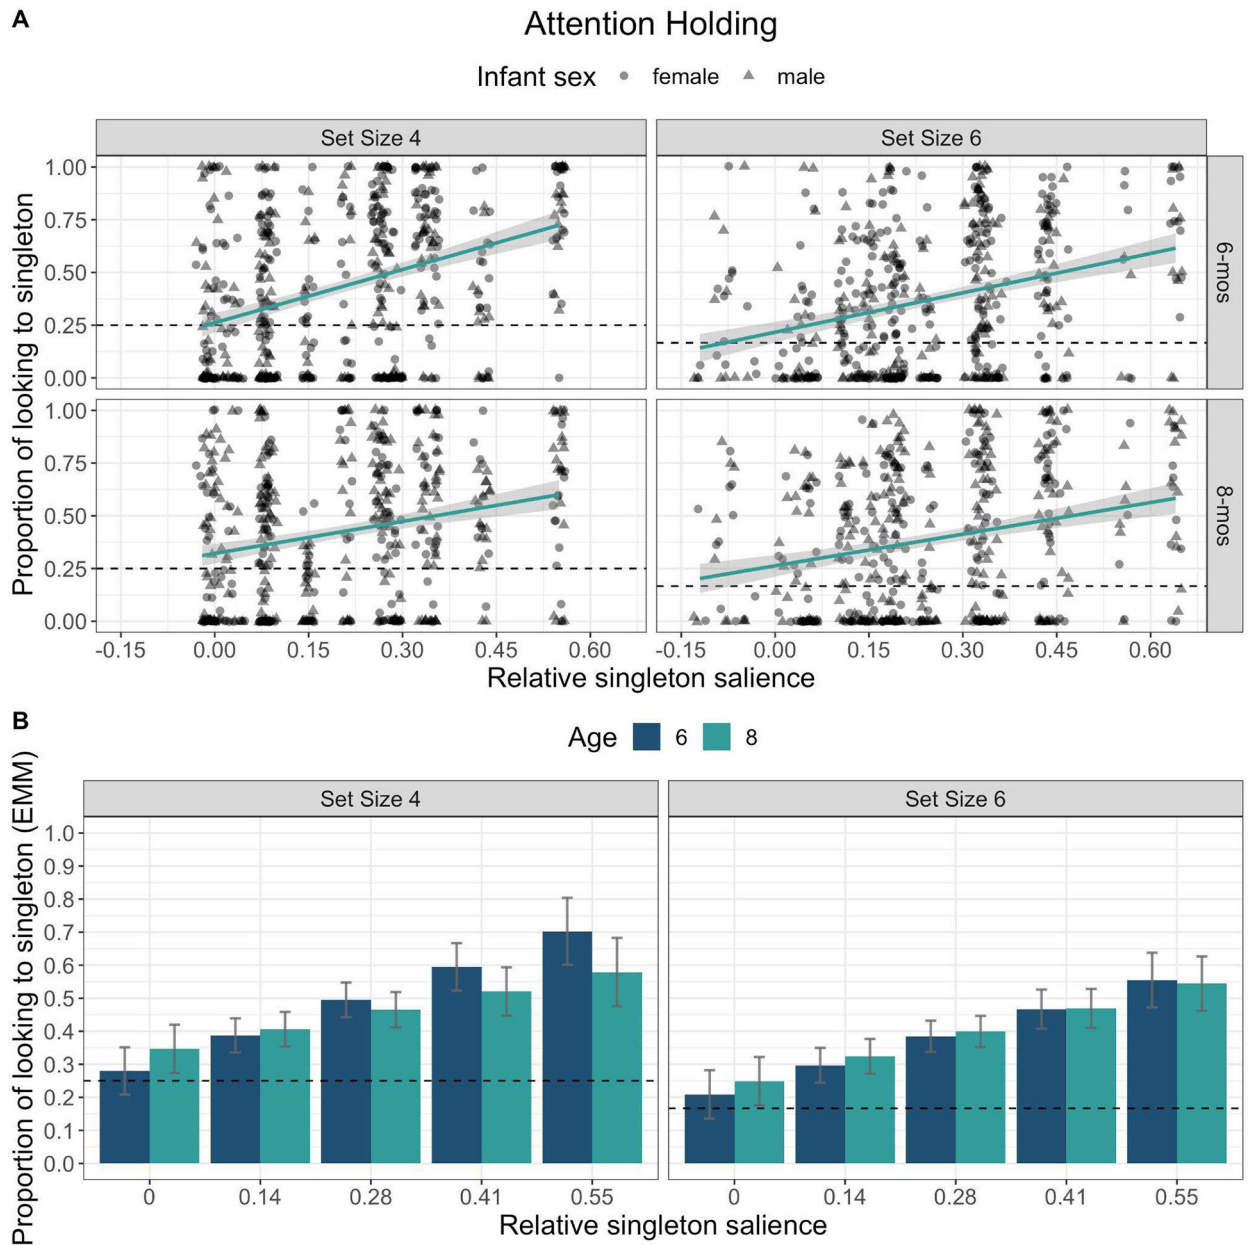 A
Attention Holding
Infant sex female male
Set Size 4 Set Size 6
Proportion of looking to singleton
1.00
0.75
0.50
0.25
0.00
6-mos
1.00
0.75
0.50
0.25
0.00
8-mos
-0.15 0.00 0.15 0.30 0.45 0.60 -0.15 0.00 0.15 0.30 0.45 0.60
Relative singleton salience
B
Age 6 8
Set Size 4 Set Size 6
Proportion of looking to singleton (EMM)
1.0
0.9
0.8
0.7
0.6
0.5
0.4
0.3
0.2
0.1
0.0
0 0.14 0.28 0.41 0.55 0 0.14 0.28 0.41 0.55
Relative singleton salience